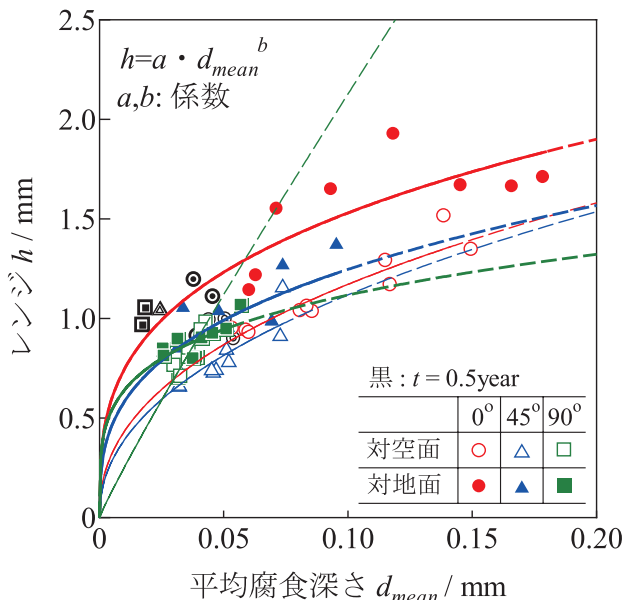 2.5
2.0
1.5
1.0
0.5
0
レンジ h / mm
h=a・d_mean^b
a,b: 係数
黒 : t = 0.5year
0° 45° 90°
対空面
対地面
0 0.05 0.10 0.15 0.20
平均腐食深さ d_mean / mm